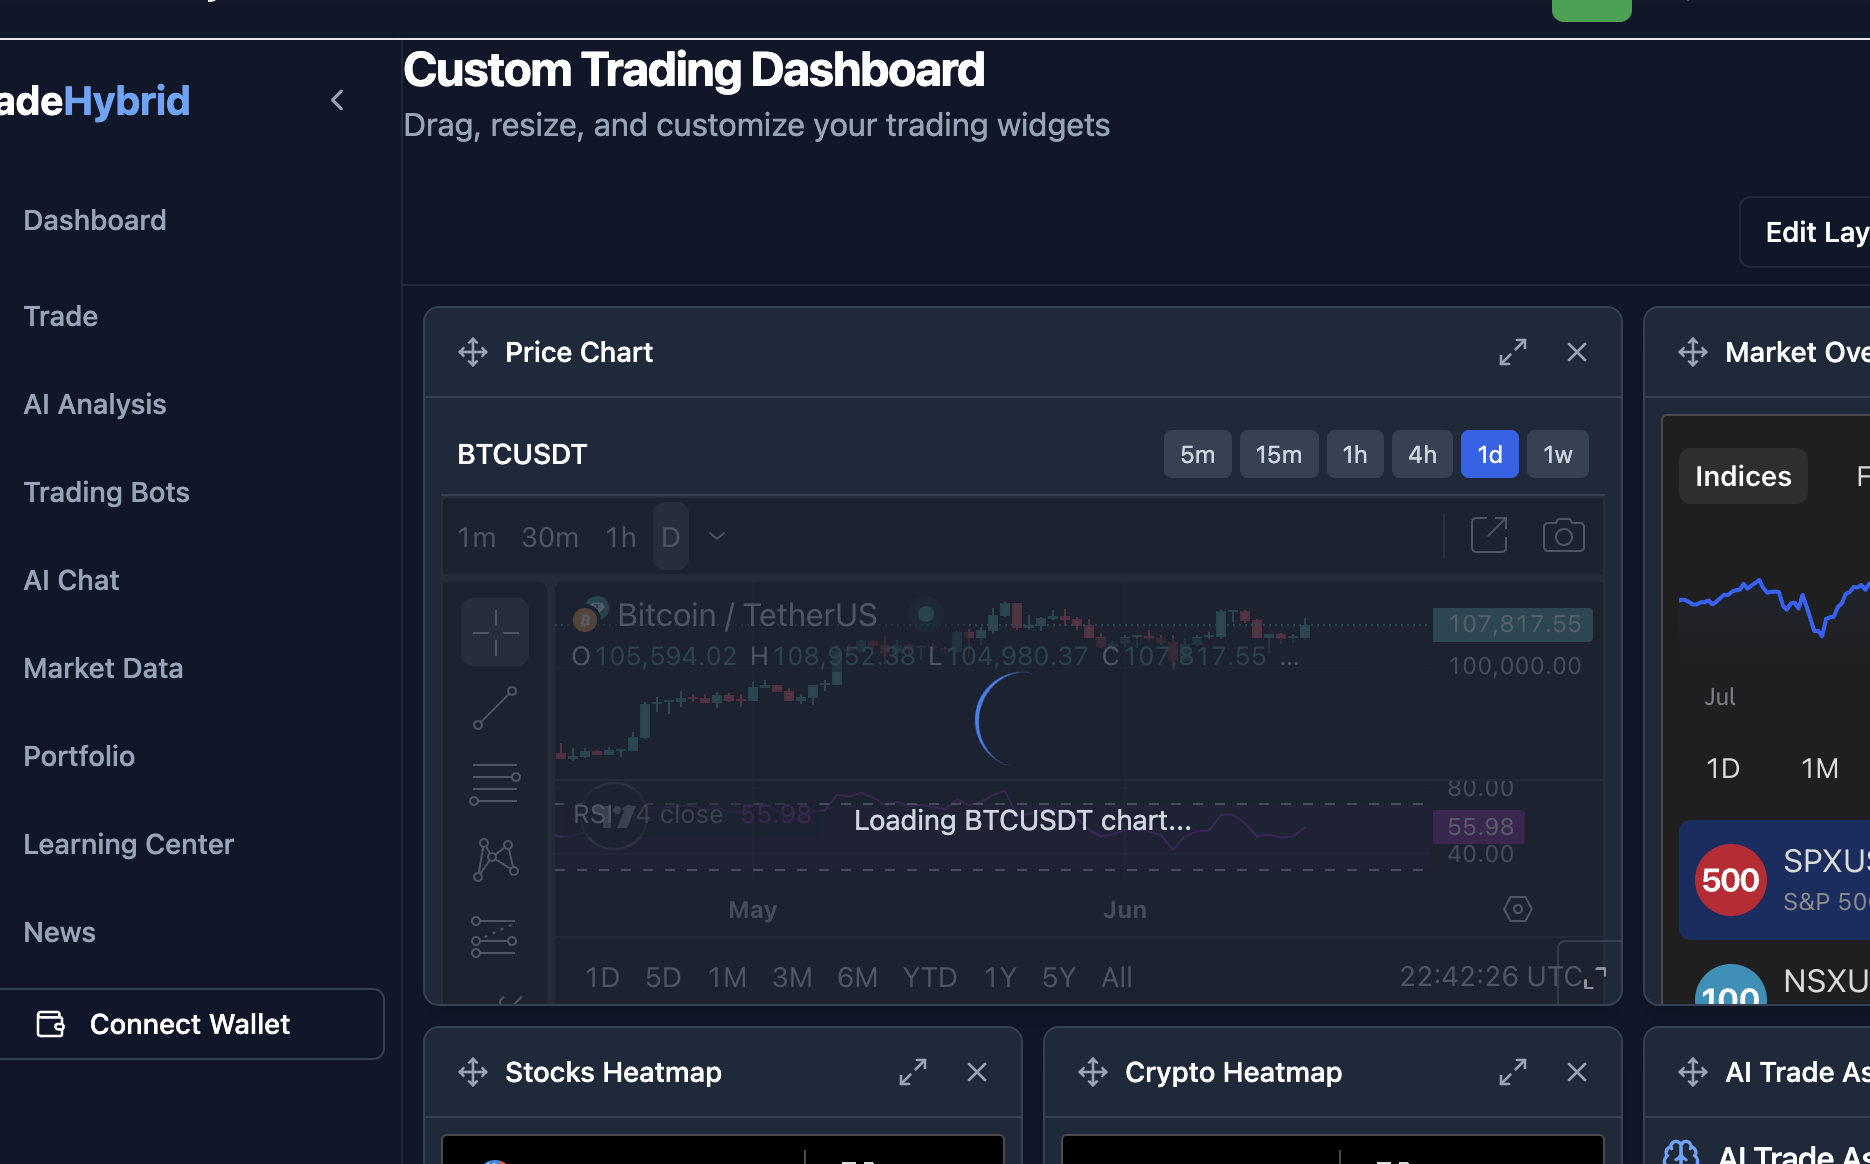 adeHybrid
Custom Trading Dashboard
Drag, resize, and customize your trading widgets
Dashboard
Trade
AI Analysis
Trading Bots
AI Chat
Market Data
Portfolio
Learning Center
News
Connect Wallet
Edit Lay
Price Chart
BTCUSDT
5m 15m 1h 4h 1d 1w
1m 30m 1h D
Bitcoin / TetherUS
O105,594.02 H108,952.38 L104,980.37 C107,817.55 ...
107,817.55
100,000.00
Loading BTCUSDT chart...
RSI 14 close 55.98
80.00
55.98
40.00
May Jun
1D 5D 1M 3M 6M YTD 1Y 5Y All
22:42:26 UTC
Market Ove
Indices F
Jul
1D 1M
500
SPXUS
S&P 50
100
NSXU
Stocks Heatmap
Crypto Heatmap
AI Trade As
AI Trade As